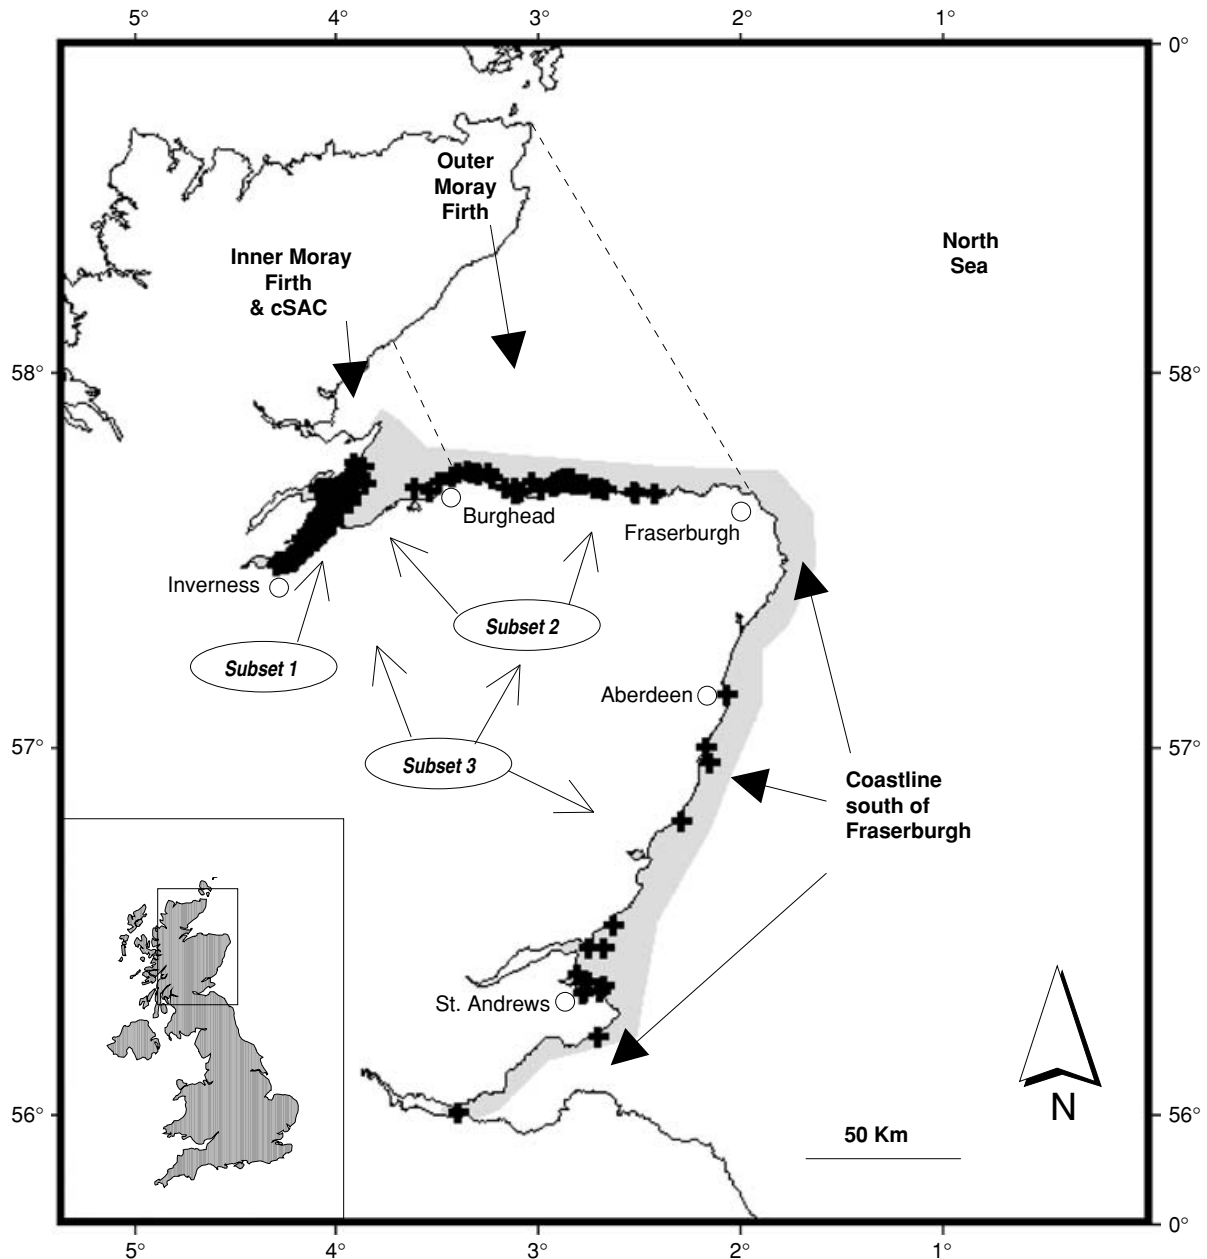 5° 4° 3° 2° 1°
0°
Outer
Moray
Firth
North
Sea
Inner Moray
Firth
& cSAC
58° 58°
Burghead
Fraserburgh
Inverness
Subset 2
Subset 1
Aberdeen
57° 57°
Subset 3
Coastline
south of
Fraserburgh
St. Andrews
N
56° 56°
50 Km
0°
5° 4° 3° 2° 1°